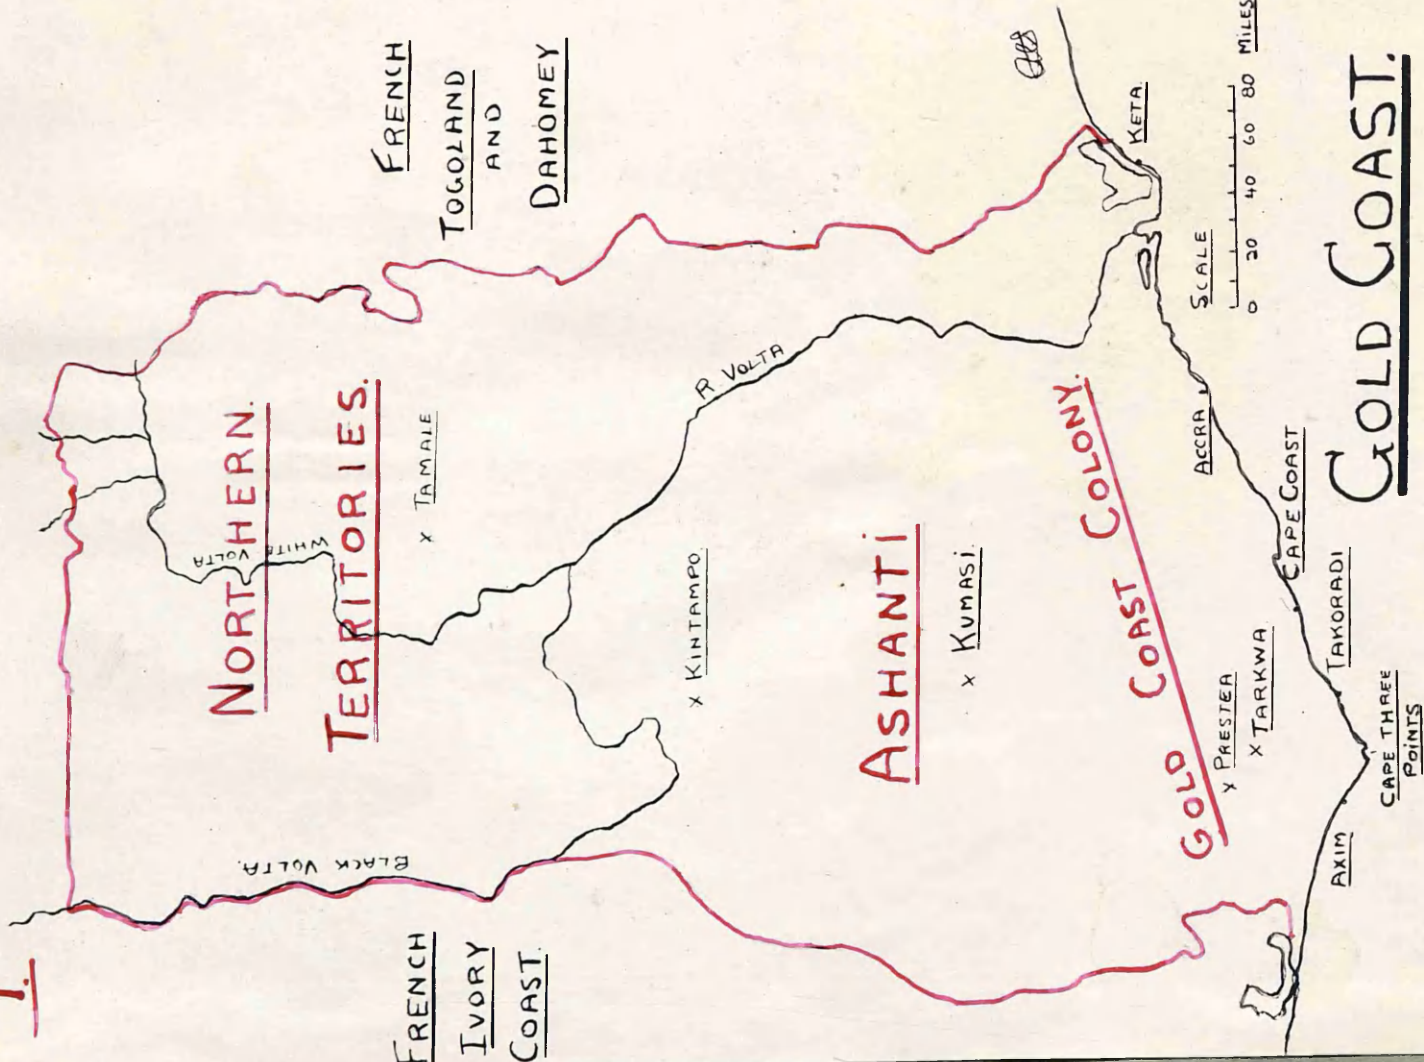 1.
FRENCH
TOGOLAND
AND
DAHOMEY
NORTHERN.
TERRITORIES.
WHITE VOLTA
x TAMALE
BLACK VOLTA.
FRENCH
IVORY
COAST.
R. VOLTA
x KINTAMPO
ASHANTI
x KUMASI
GOLD COAST COLONY.
x PRESTEA
x TARKWA
KETA
ACCRA
CAPE COAST
TAKORADI
CAPE THREE
POINTS
AXIM
SCALE
0 20 40 60 80 MILES
GOLD COAST.